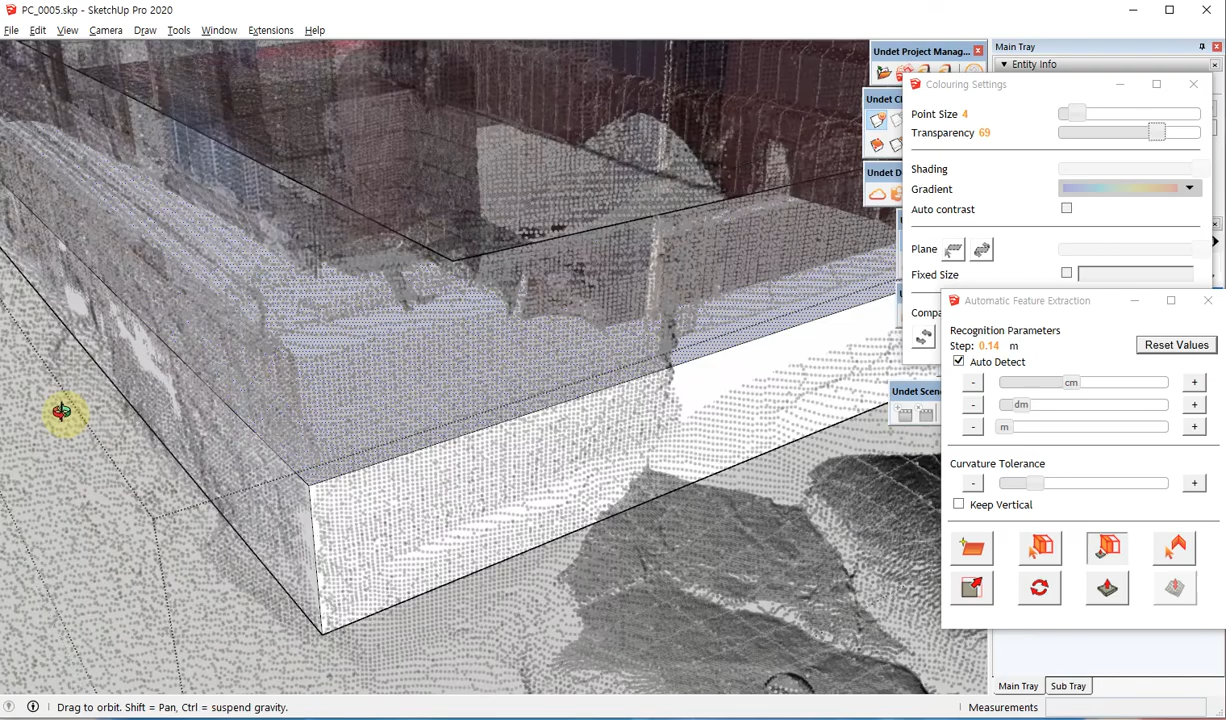 PC_0005.skp - SketchUp Pro 2020
File Edit View Camera Draw Tools Window Extensions Help
Undet Project Manag...
Main Tray
Entity Info
Colouring Settings
Point Size 4
Transparency 69
Shading
Gradient
Auto contrast
Plane
Fixed Size
Automatic Feature Extraction
Recognition Parameters
Step: 0.14 m
Reset Values
Auto Detect
- cm +
- dm +
- m +
Curvature Tolerance
- +
Keep Vertical
Undet
Undet
Undet
Main Tray Sub Tray
Drag to orbit. Shift = Pan, Ctrl = suspend gravity.
Measurements